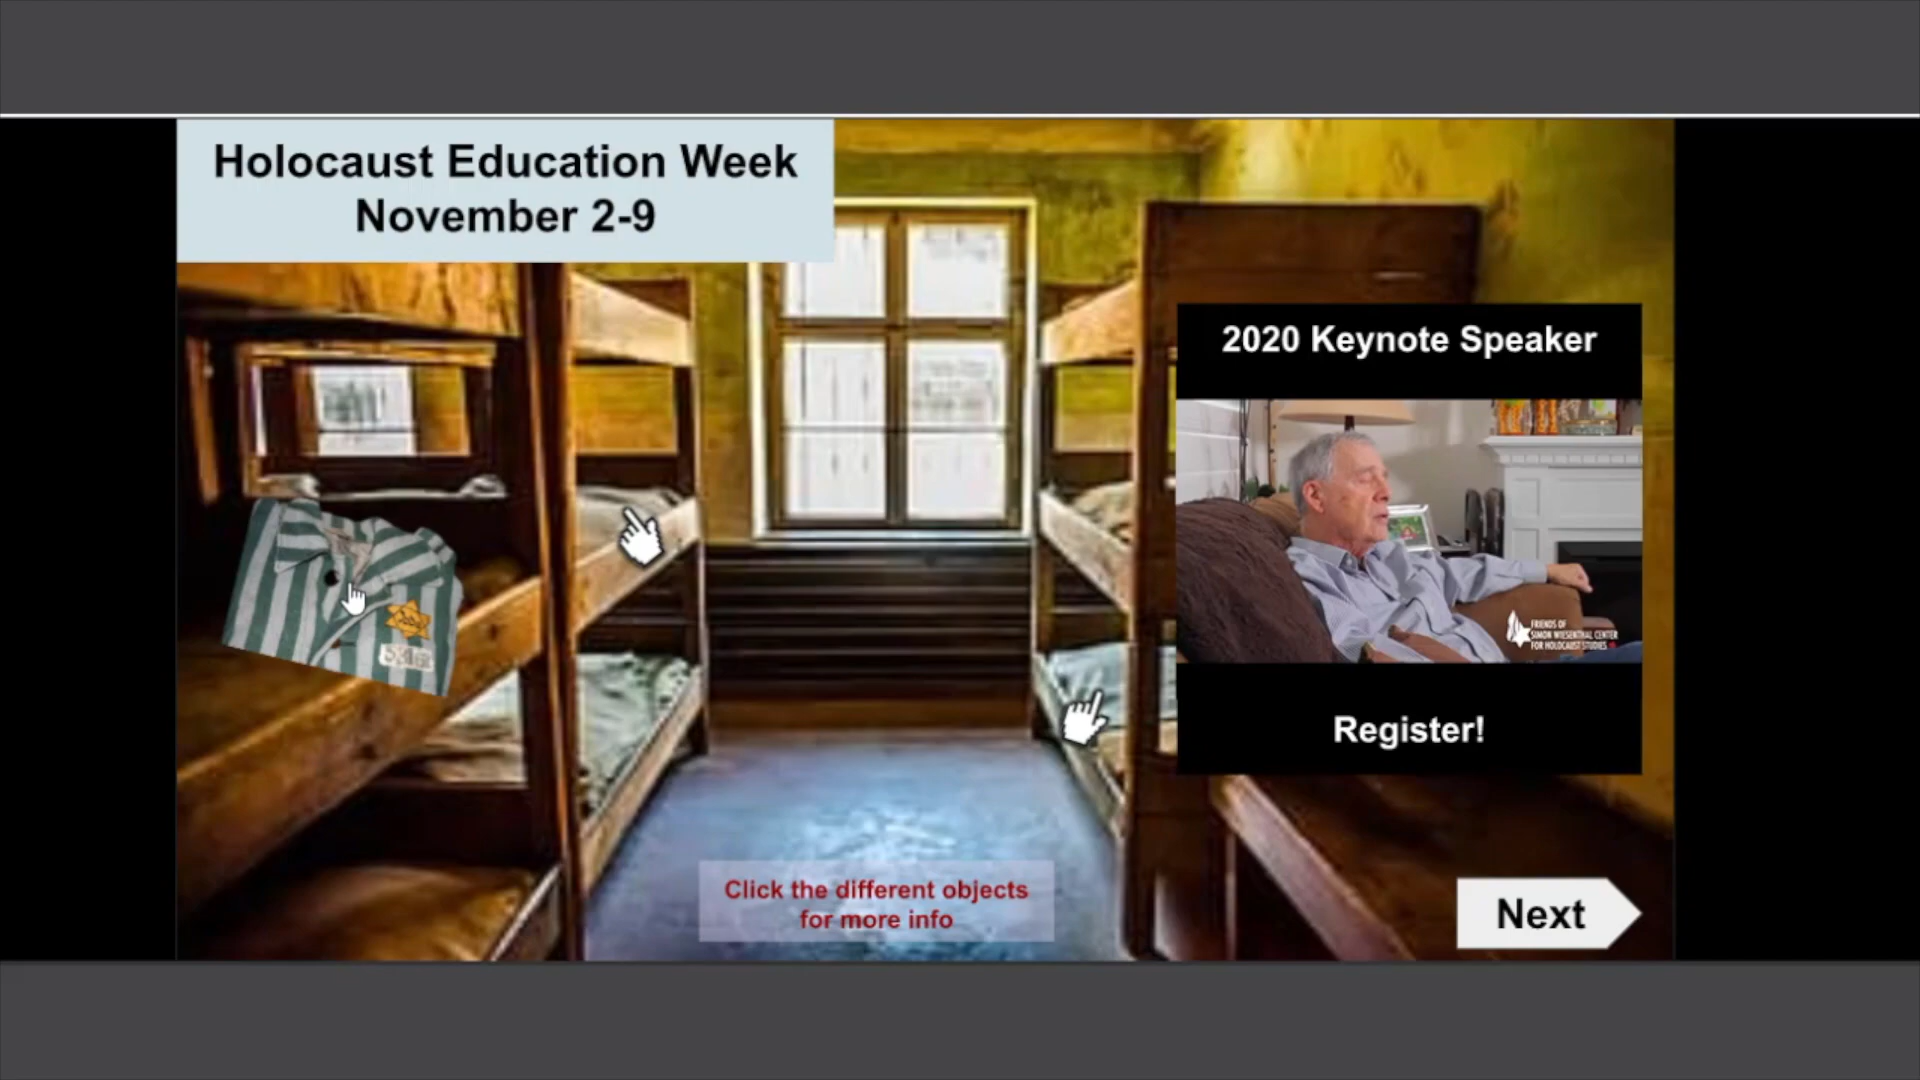 Holocaust Education Week
November 2-9
2020 Keynote Speaker
FRIENDS OF
SIMON WIESENTHAL CENTER
FOR HOLOCAUST STUDIES
Register!
Click the different objects
for more info
Next